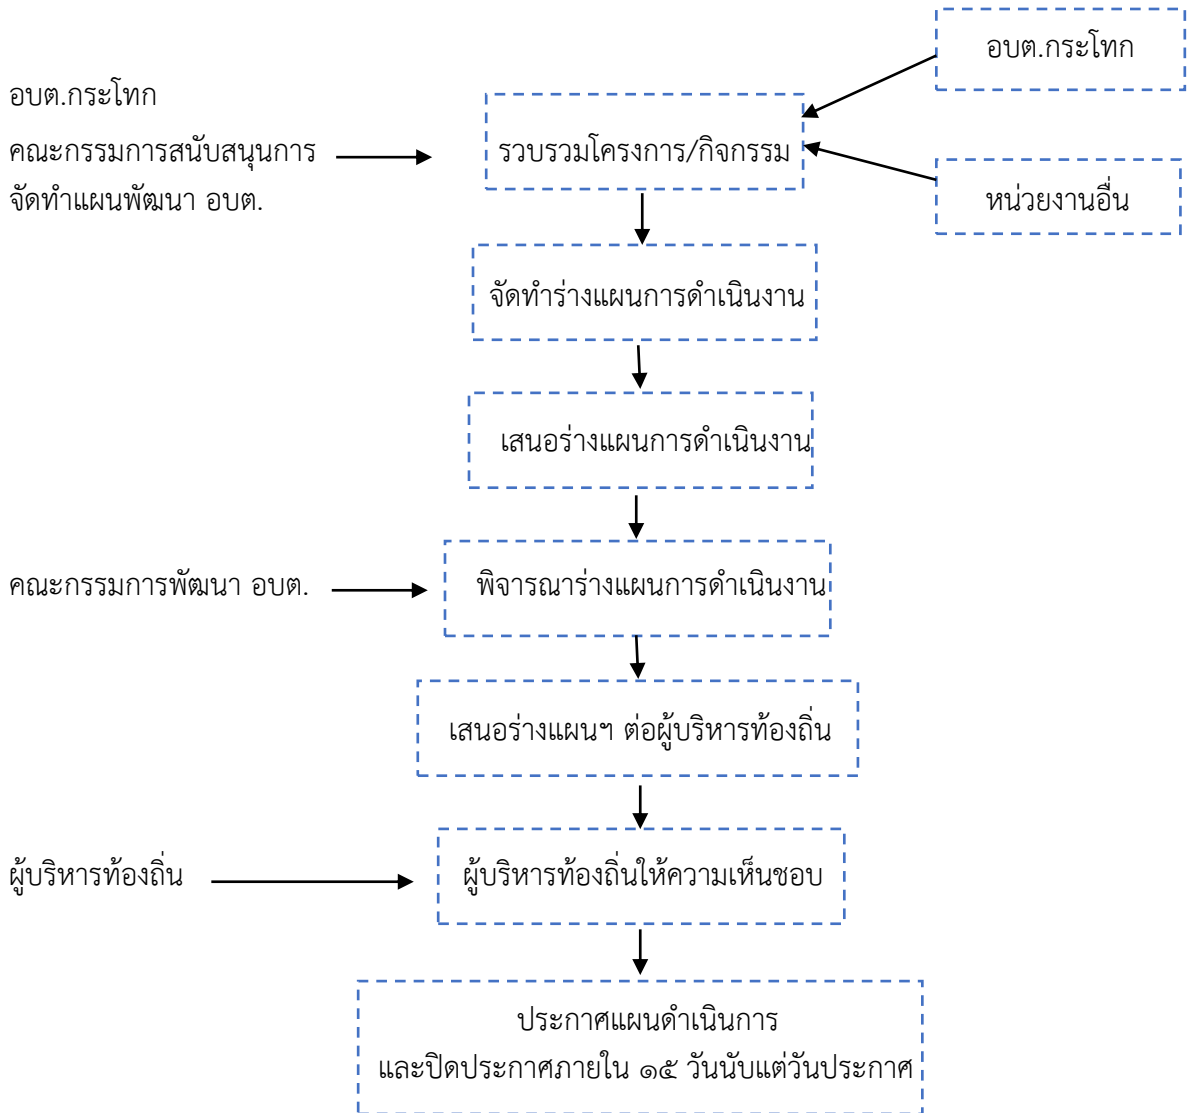 อบต.กระโทก
อบต.กระโทก
คณะกรรมการสนับสนุนการ
จัดทำแผนพัฒนา อบต.
รวบรวมโครงการ/กิจกรรม
หน่วยงานอื่น
จัดทำร่างแผนการดำเนินงาน
เสนอร่างแผนการดำเนินงาน
คณะกรรมการพัฒนา อบต.
พิจารณาร่างแผนการดำเนินงาน
เสนอร่างแผนฯ ต่อผู้บริหารท้องถิ่น
ผู้บริหารท้องถิ่น
ผู้บริหารท้องถิ่นให้ความเห็นชอบ
ประกาศแผนดำเนินการ
และปิดประกาศภายใน ๑๕ วันนับแต่วันประกาศ